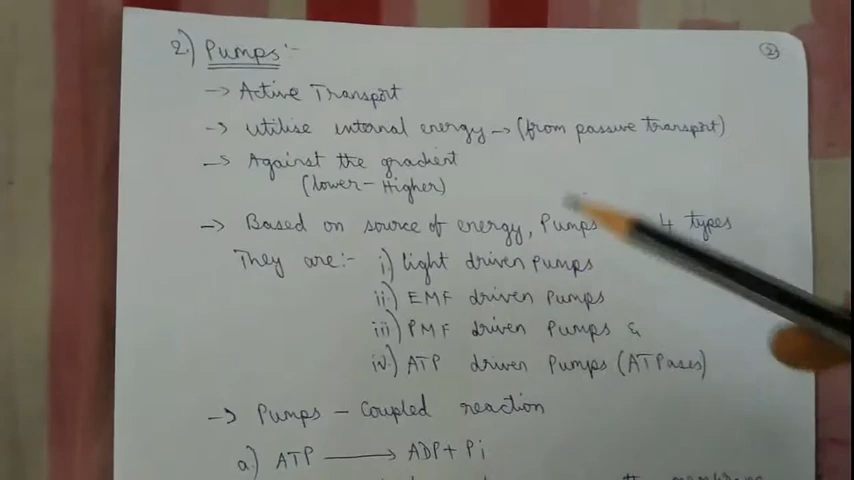 2.) Pumps :-
②
→ Active Transport
→ utilise internal energy → (from passive transport)
→ Against the gradient
(lower - Higher)
→ Based on source of energy, Pumps 4 types
They are:- i) light driven pumps
ii) EMF driven Pumps
iii) PMF driven Pumps &
iv) ATP driven Pumps (ATPases)
→ Pumps - Coupled reaction
a) ATP → ADP + Pi